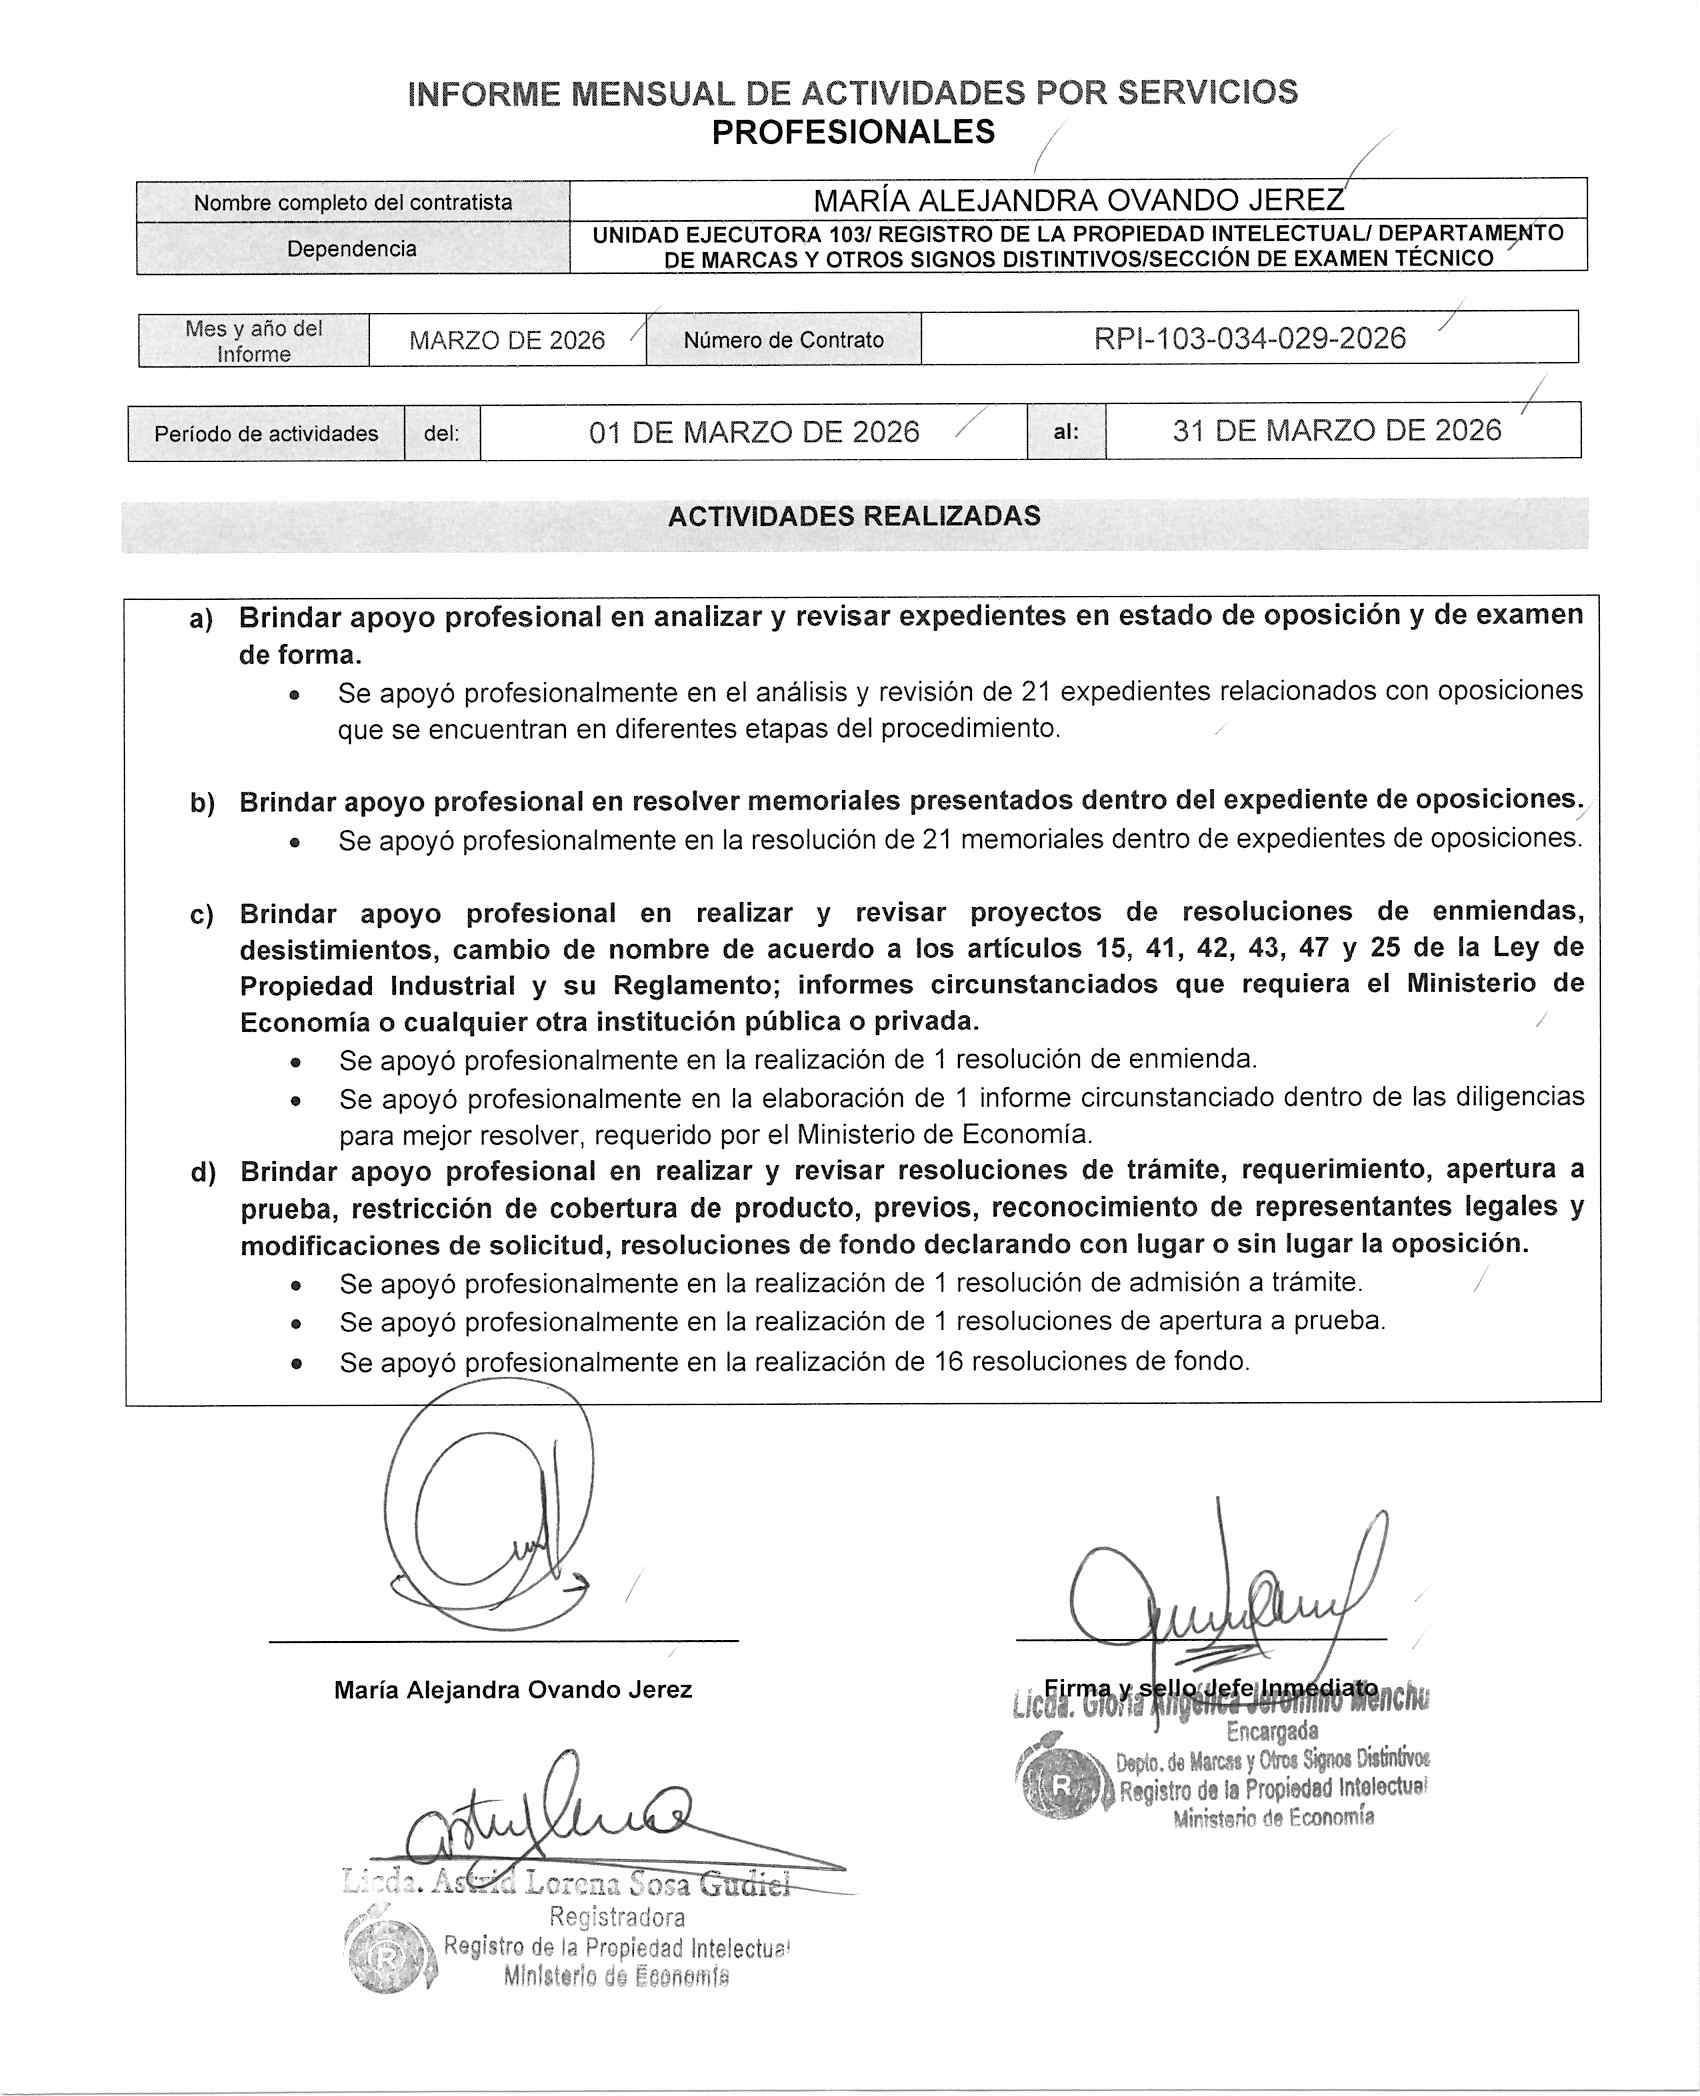 INFORME MENSUAL DE ACTIVIDADES POR SERVICIOS
PROFESIONALES
Nombre completo del contratista
MARÍA ALEJANDRA OVANDO JEREZ
Dependencia
UNIDAD EJECUTORA 103/ REGISTRO DE LA PROPIEDAD INTELECTUAL/ DEPARTAMENTO
DE MARCAS Y OTROS SIGNOS DISTINTIVOS/SECCIÓN DE EXAMEN TÉCNICO
Mes y año del
Informe
MARZO DE 2026
Número de Contrato
RPI-103-034-029-2026
Período de actividades
del:
01 DE MARZO DE 2026
al:
31 DE MARZO DE 2026
ACTIVIDADES REALIZADAS
a) Brindar apoyo profesional en analizar y revisar expedientes en estado de oposición y de examen
de forma.
• Se apoyó profesionalmente en el análisis y revisión de 21 expedientes relacionados con oposiciones
que se encuentran en diferentes etapas del procedimiento.
b) Brindar apoyo profesional en resolver memoriales presentados dentro del expediente de oposiciones.
• Se apoyó profesionalmente en la resolución de 21 memoriales dentro de expedientes de oposiciones.
c) Brindar apoyo profesional en realizar y revisar proyectos de resoluciones de enmiendas,
desistimientos, cambio de nombre de acuerdo a los artículos 15, 41, 42, 43, 47 y 25 de la Ley de
Propiedad Industrial y su Reglamento; informes circunstanciados que requiera el Ministerio de
Economía o cualquier otra institución pública o privada.
• Se apoyó profesionalmente en la realización de 1 resolución de enmienda.
• Se apoyó profesionalmente en la elaboración de 1 informe circunstanciado dentro de las diligencias
para mejor resolver, requerido por el Ministerio de Economía.
d) Brindar apoyo profesional en realizar y revisar resoluciones de trámite, requerimiento, apertura a
prueba, restricción de cobertura de producto, previos, reconocimiento de representantes legales y
modificaciones de solicitud, resoluciones de fondo declarando con lugar o sin lugar la oposición.
• Se apoyó profesionalmente en la realización de 1 resolución de admisión a trámite.
• Se apoyó profesionalmente en la realización de 1 resoluciones de apertura a prueba.
• Se apoyó profesionalmente en la realización de 16 resoluciones de fondo.
María Alejandra Ovando Jerez
Firma y sello Jefe Inmediato
Licda. Gloria Angélica Jerónimo Menchú
Encargada
Depto. de Marcas y Otros Signos Distintivos
R
Registro de la Propiedad Intelectual
Ministerio de Economía
Licda. Astrid Lorena Sosa Gudiel
Registradora
R
Registro de la Propiedad Intelectual
Ministerio de Economía